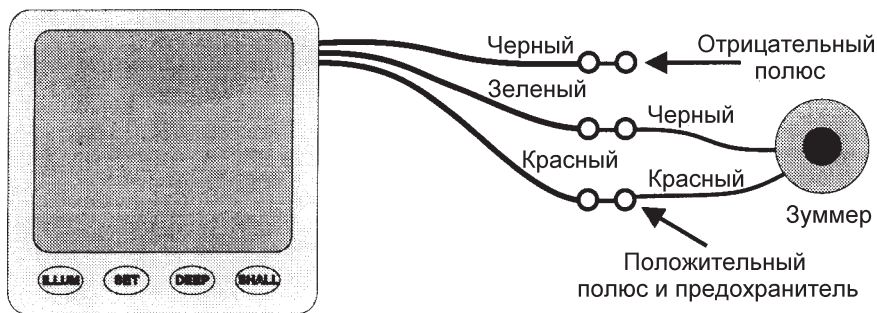 Черный
Отрицательный
полюс
Зеленый
Черный
Красный
Красный
Зуммер
Положительный
полюс и предохранитель
ILLUM SET DEEP SHALL